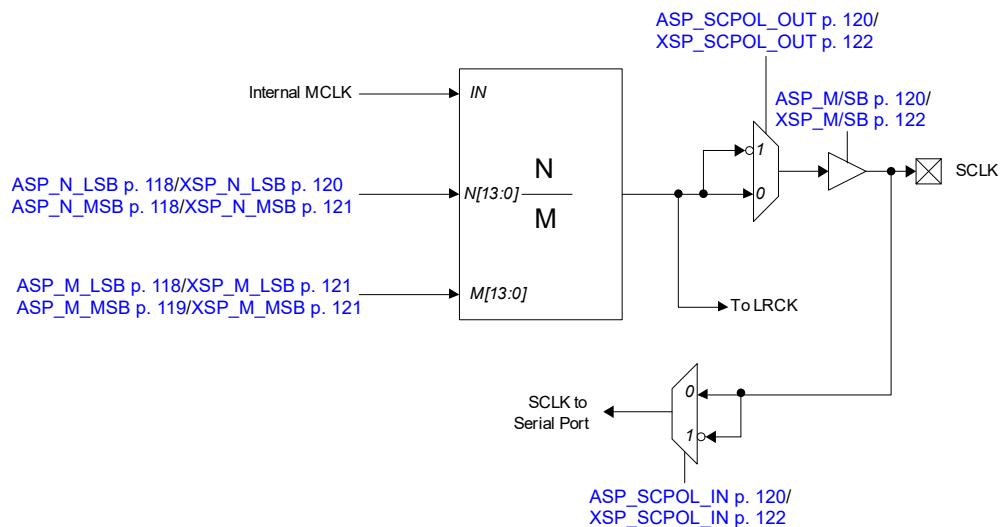 ASP_SCPOL_OUT p. 120/
XSP_SCPOL_OUT p. 122
Internal MCLK
IN
ASP_M/SB p. 120/
XSP_M/SB p. 122
1
0
SCLK
ASP_N_LSB p. 118/XSP_N_LSB p. 120
ASP_N_MSB p. 118/XSP_N_MSB p. 121
N[13:0]
N
M
ASP_M_LSB p. 118/XSP_M_LSB p. 121
ASP_M_MSB p. 119/XSP_M_MSB p. 121
M[13:0]
To LRCK
SCLK to
Serial Port
0
1
ASP_SCPOL_IN p. 120/
XSP_SCPOL_IN p. 122